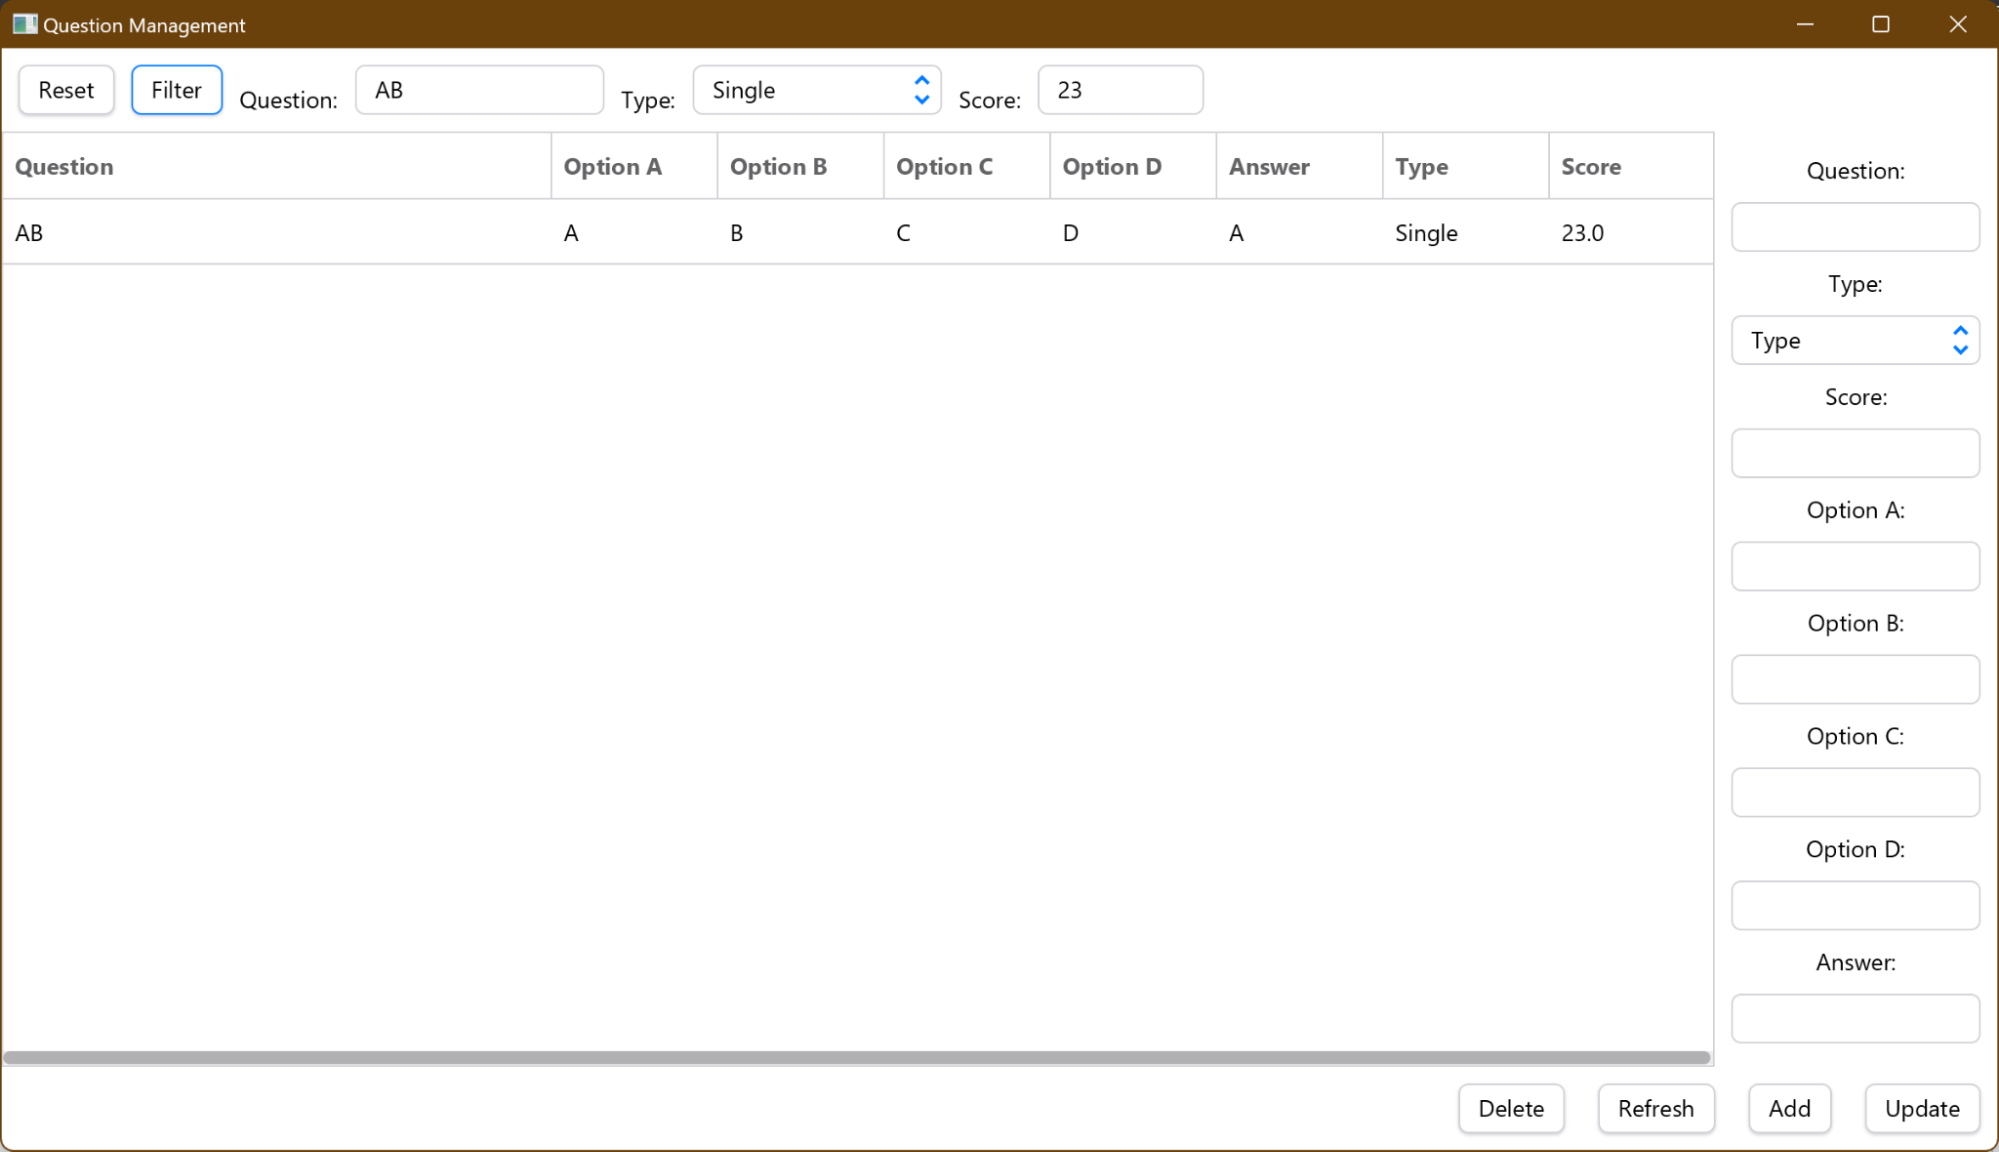 Question Management
Reset Filter Question: AB Type: Single Score: 23
Question Option A Option B Option C Option D Answer Type Score
AB A B C D A Single 23.0
Question:
Type:
Type
Score:
Option A:
Option B:
Option C:
Option D:
Answer:
Delete Refresh Add Update